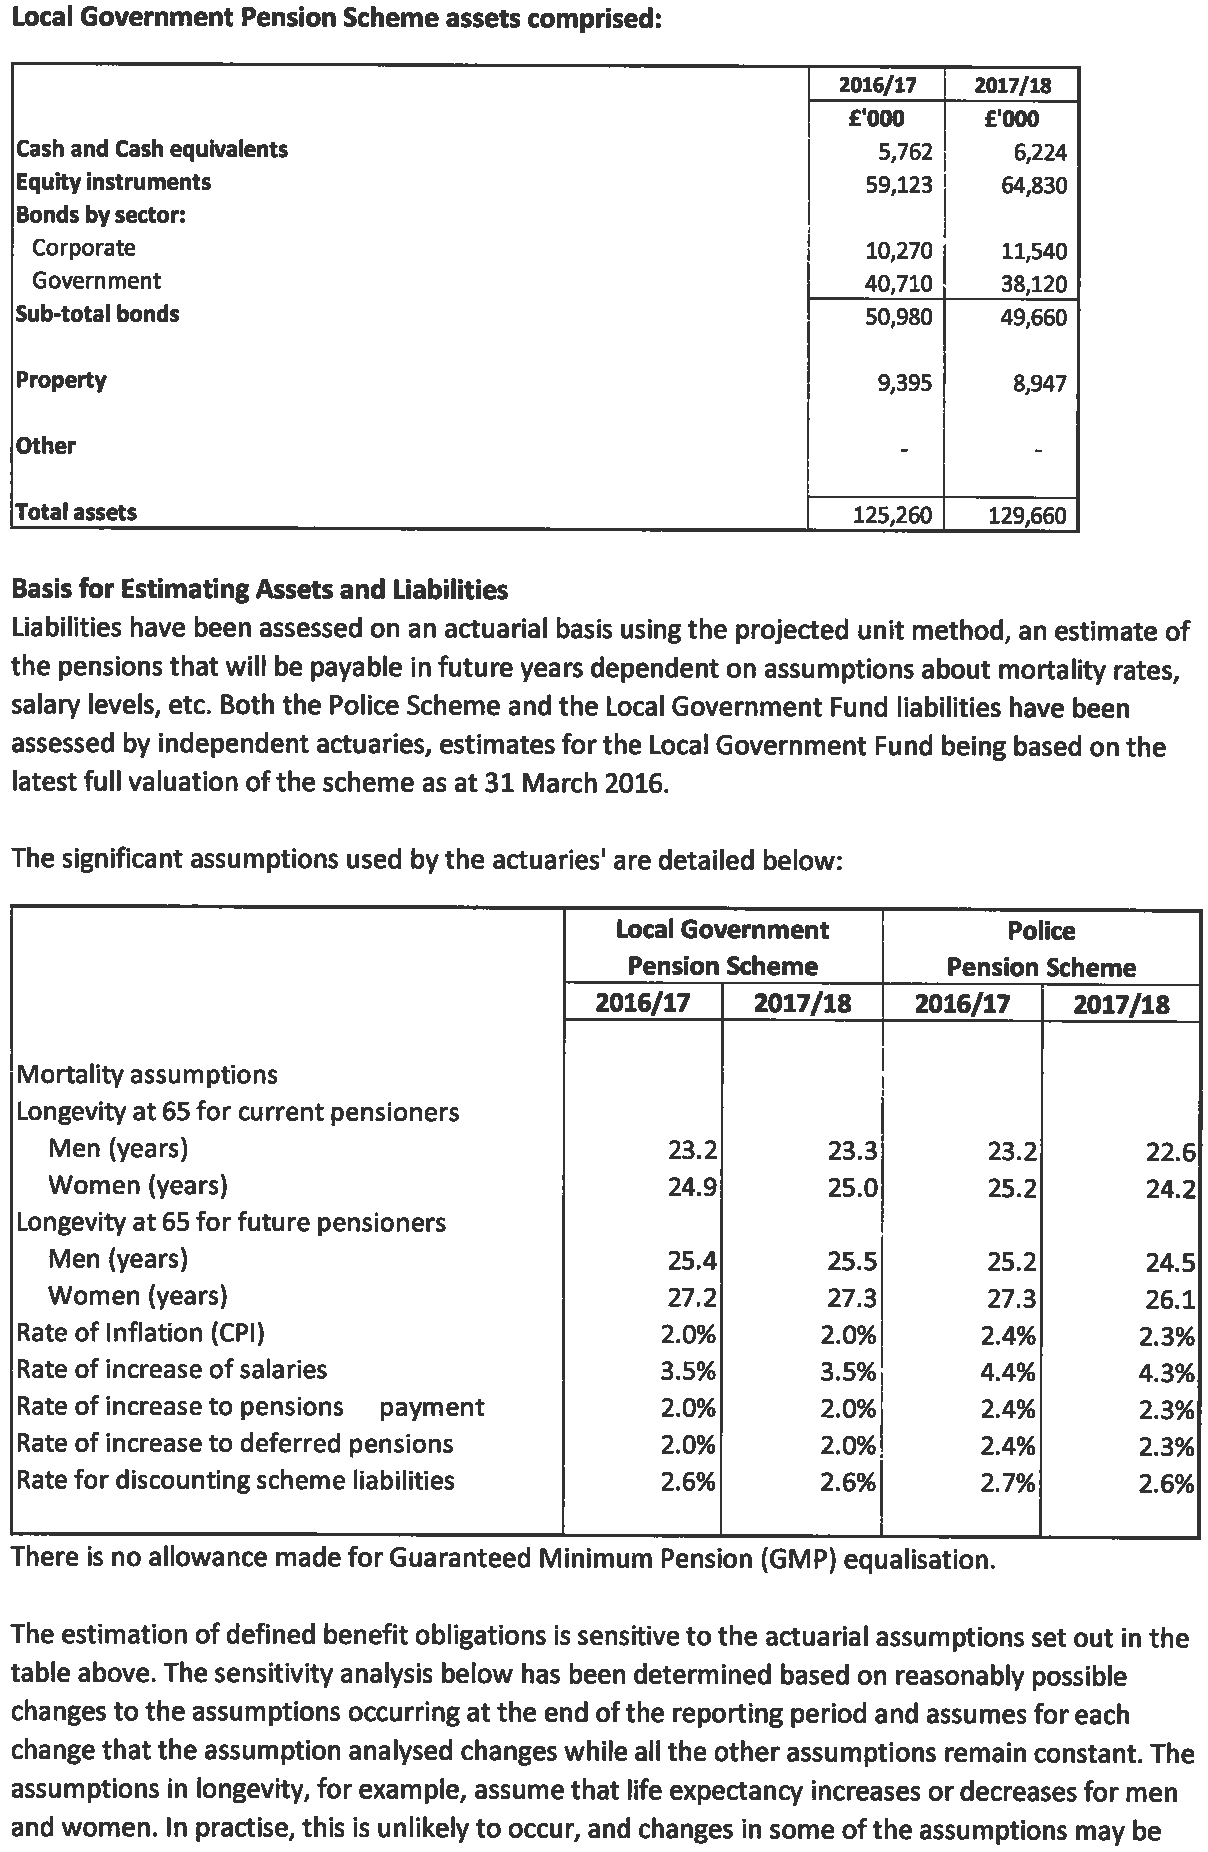 Local Government Pension Scheme assets comprised:
2016/17 2017/18
£'000 £'000
Cash and Cash equivalents 5,762 6,224
Equity instruments 59,123 64,830
Bonds by sector:
Corporate 10,270 11,540
Government 40,710 38,120
Sub-total bonds 50,980 49,660
Property 9,395 8,947
Other - -
Total assets 125,260 129,660
Basis for Estimating Assets and Liabilities
Liabilities have been assessed on an actuarial basis using the projected unit method, an estimate of
the pensions that will be payable in future years dependent on assumptions about mortality rates,
salary levels, etc. Both the Police Scheme and the Local Government Fund liabilities have been
assessed by independent actuaries, estimates for the Local Government Fund being based on the
latest full valuation of the scheme as at 31 March 2016.
The significant assumptions used by the actuaries' are detailed below:
Local Government Police
Pension Scheme Pension Scheme
2016/17 2017/18 2016/17 2017/18
Mortality assumptions
Longevity at 65 for current pensioners
Men (years) 23.2 23.3 23.2 22.6
Women (years) 24.9 25.0 25.2 24.2
Longevity at 65 for future pensioners
Men (years) 25.4 25.5 25.2 24.5
Women (years) 27.2 27.3 27.3 26.1
Rate of Inflation (CPI) 2.0% 2.0% 2.4% 2.3%
Rate of increase of salaries 3.5% 3.5% 4.4% 4.3%
Rate of increase to pensions payment 2.0% 2.0% 2.4% 2.3%
Rate of increase to deferred pensions 2.0% 2.0% 2.4% 2.3%
Rate for discounting scheme liabilities 2.6% 2.6% 2.7% 2.6%
There is no allowance made for Guaranteed Minimum Pension (GMP) equalisation.
The estimation of defined benefit obligations is sensitive to the actuarial assumptions set out in the
table above. The sensitivity analysis below has been determined based on reasonably possible
changes to the assumptions occurring at the end of the reporting period and assumes for each
change that the assumption analysed changes while all the other assumptions remain constant. The
assumptions in longevity, for example, assume that life expectancy increases or decreases for men
and women. In practise, this is unlikely to occur, and changes in some of the assumptions may be